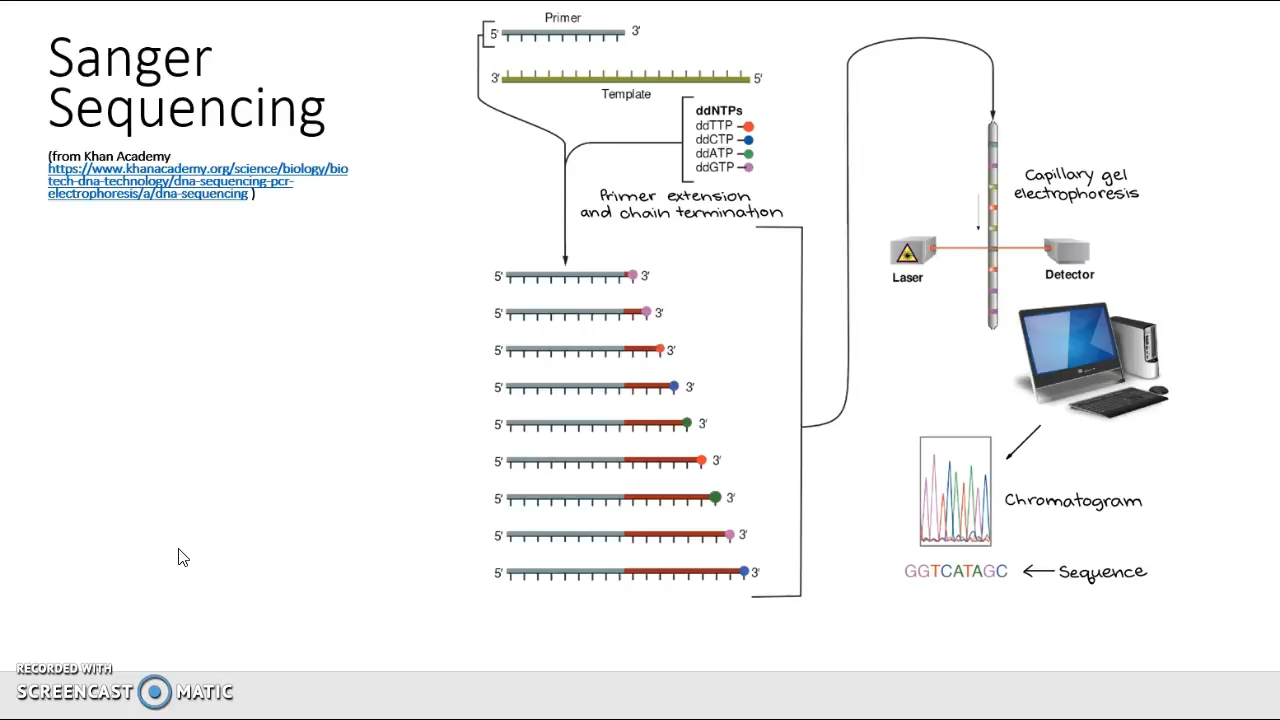 Sanger
Sequencing
(from Khan Academy
https://www.khanacademy.org/science/biology/bio
tech-dna-technology/dna-sequencing-pcr-
electrophoresis/a/dna-sequencing )
Primer
5' 3'
3' 5'
Template
ddNTPs
ddTTP
ddCTP
ddATP
ddGTP
Primer extension
and chain termination
5' 3'
5' 3'
5' 3'
5' 3'
5' 3'
5' 3'
5' 3'
5' 3'
5' 3'
Capillary gel
electrophoresis
Laser
Detector
Chromatogram
GGTCATAGC
Sequence
RECORDED WITH
SCREENCAST MATIC